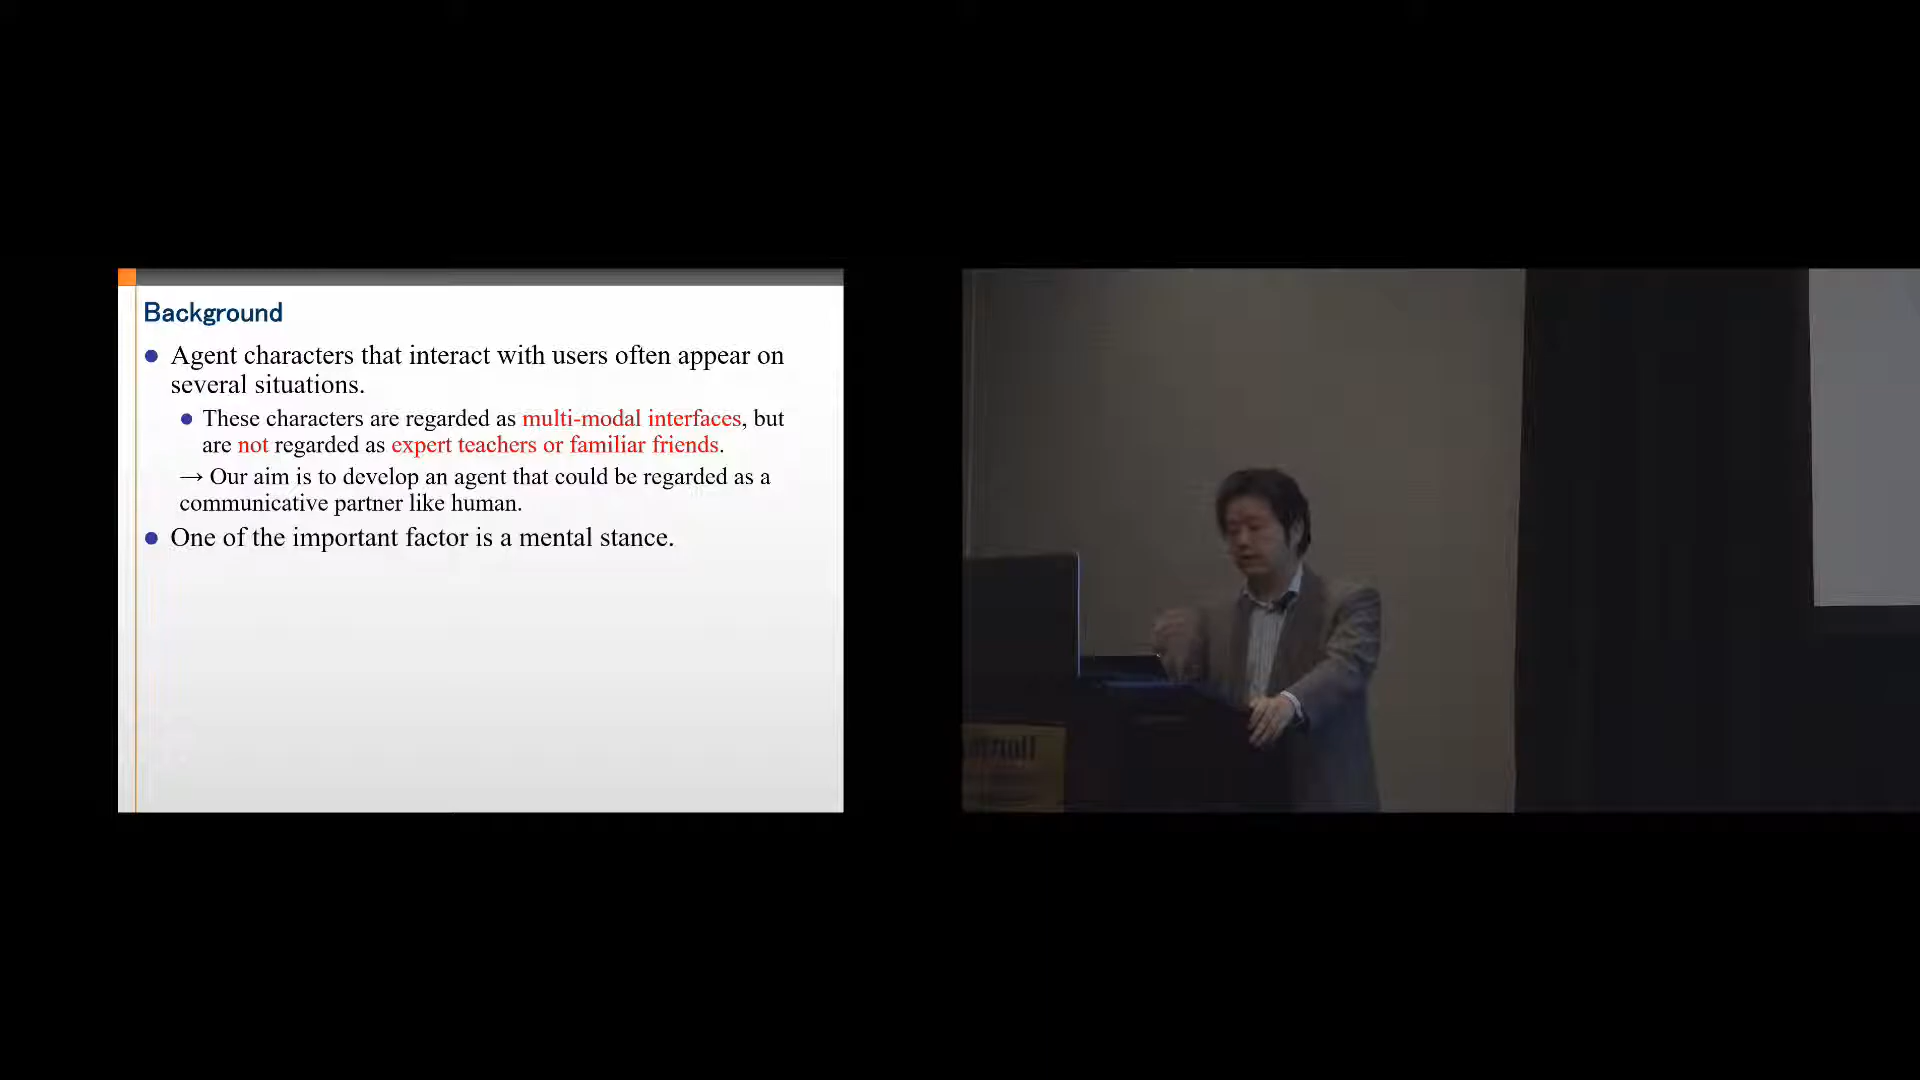 Background
● Agent characters that interact with users often appear on
several situations.
● These characters are regarded as multi-modal interfaces, but
are not regarded as expert teachers or familiar friends.
→ Our aim is to develop an agent that could be regarded as a
communicative partner like human.
● One of the important factor is a mental stance.